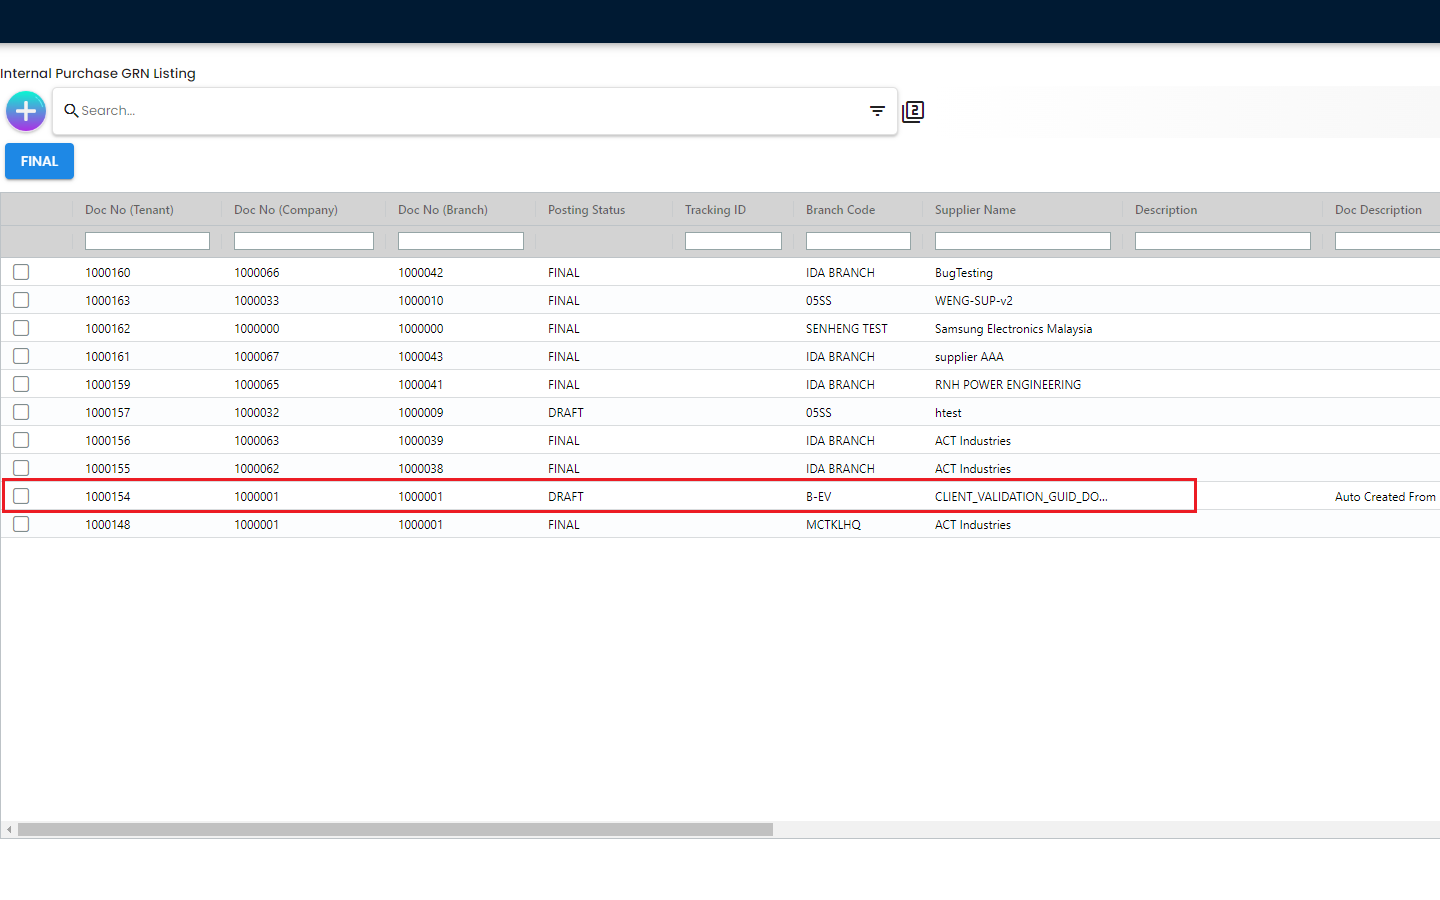 Internal Purchase GRN Listing
Search...
2
FINAL
Doc No (Tenant) Doc No (Company) Doc No (Branch) Posting Status Tracking ID Branch Code Supplier Name Description Doc Description
1000160 1000066 1000042 FINAL IDA BRANCH BugTesting
1000163 1000033 1000010 FINAL 05SS WENG-SUP-v2
1000162 1000000 1000000 FINAL SENHENG TEST Samsung Electronics Malaysia
1000161 1000067 1000043 FINAL IDA BRANCH supplier AAA
1000159 1000065 1000041 FINAL IDA BRANCH RNH POWER ENGINEERING
1000157 1000032 1000009 DRAFT 05SS htest
1000156 1000063 1000039 FINAL IDA BRANCH ACT Industries
1000155 1000062 1000038 FINAL IDA BRANCH ACT Industries
1000154 1000001 1000001 DRAFT B-EV CLIENT_VALIDATION_GUID_DO... Auto Created From
1000148 1000001 1000001 FINAL MCTKLHQ ACT Industries